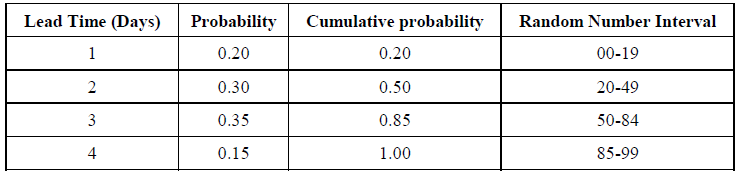 Lead Time (Days) Probability Cumulative probability Random Number Interval
1 0.20 0.20 00-19
2 0.30 0.50 20-49
3 0.35 0.85 50-84
4 0.15 1.00 85-99